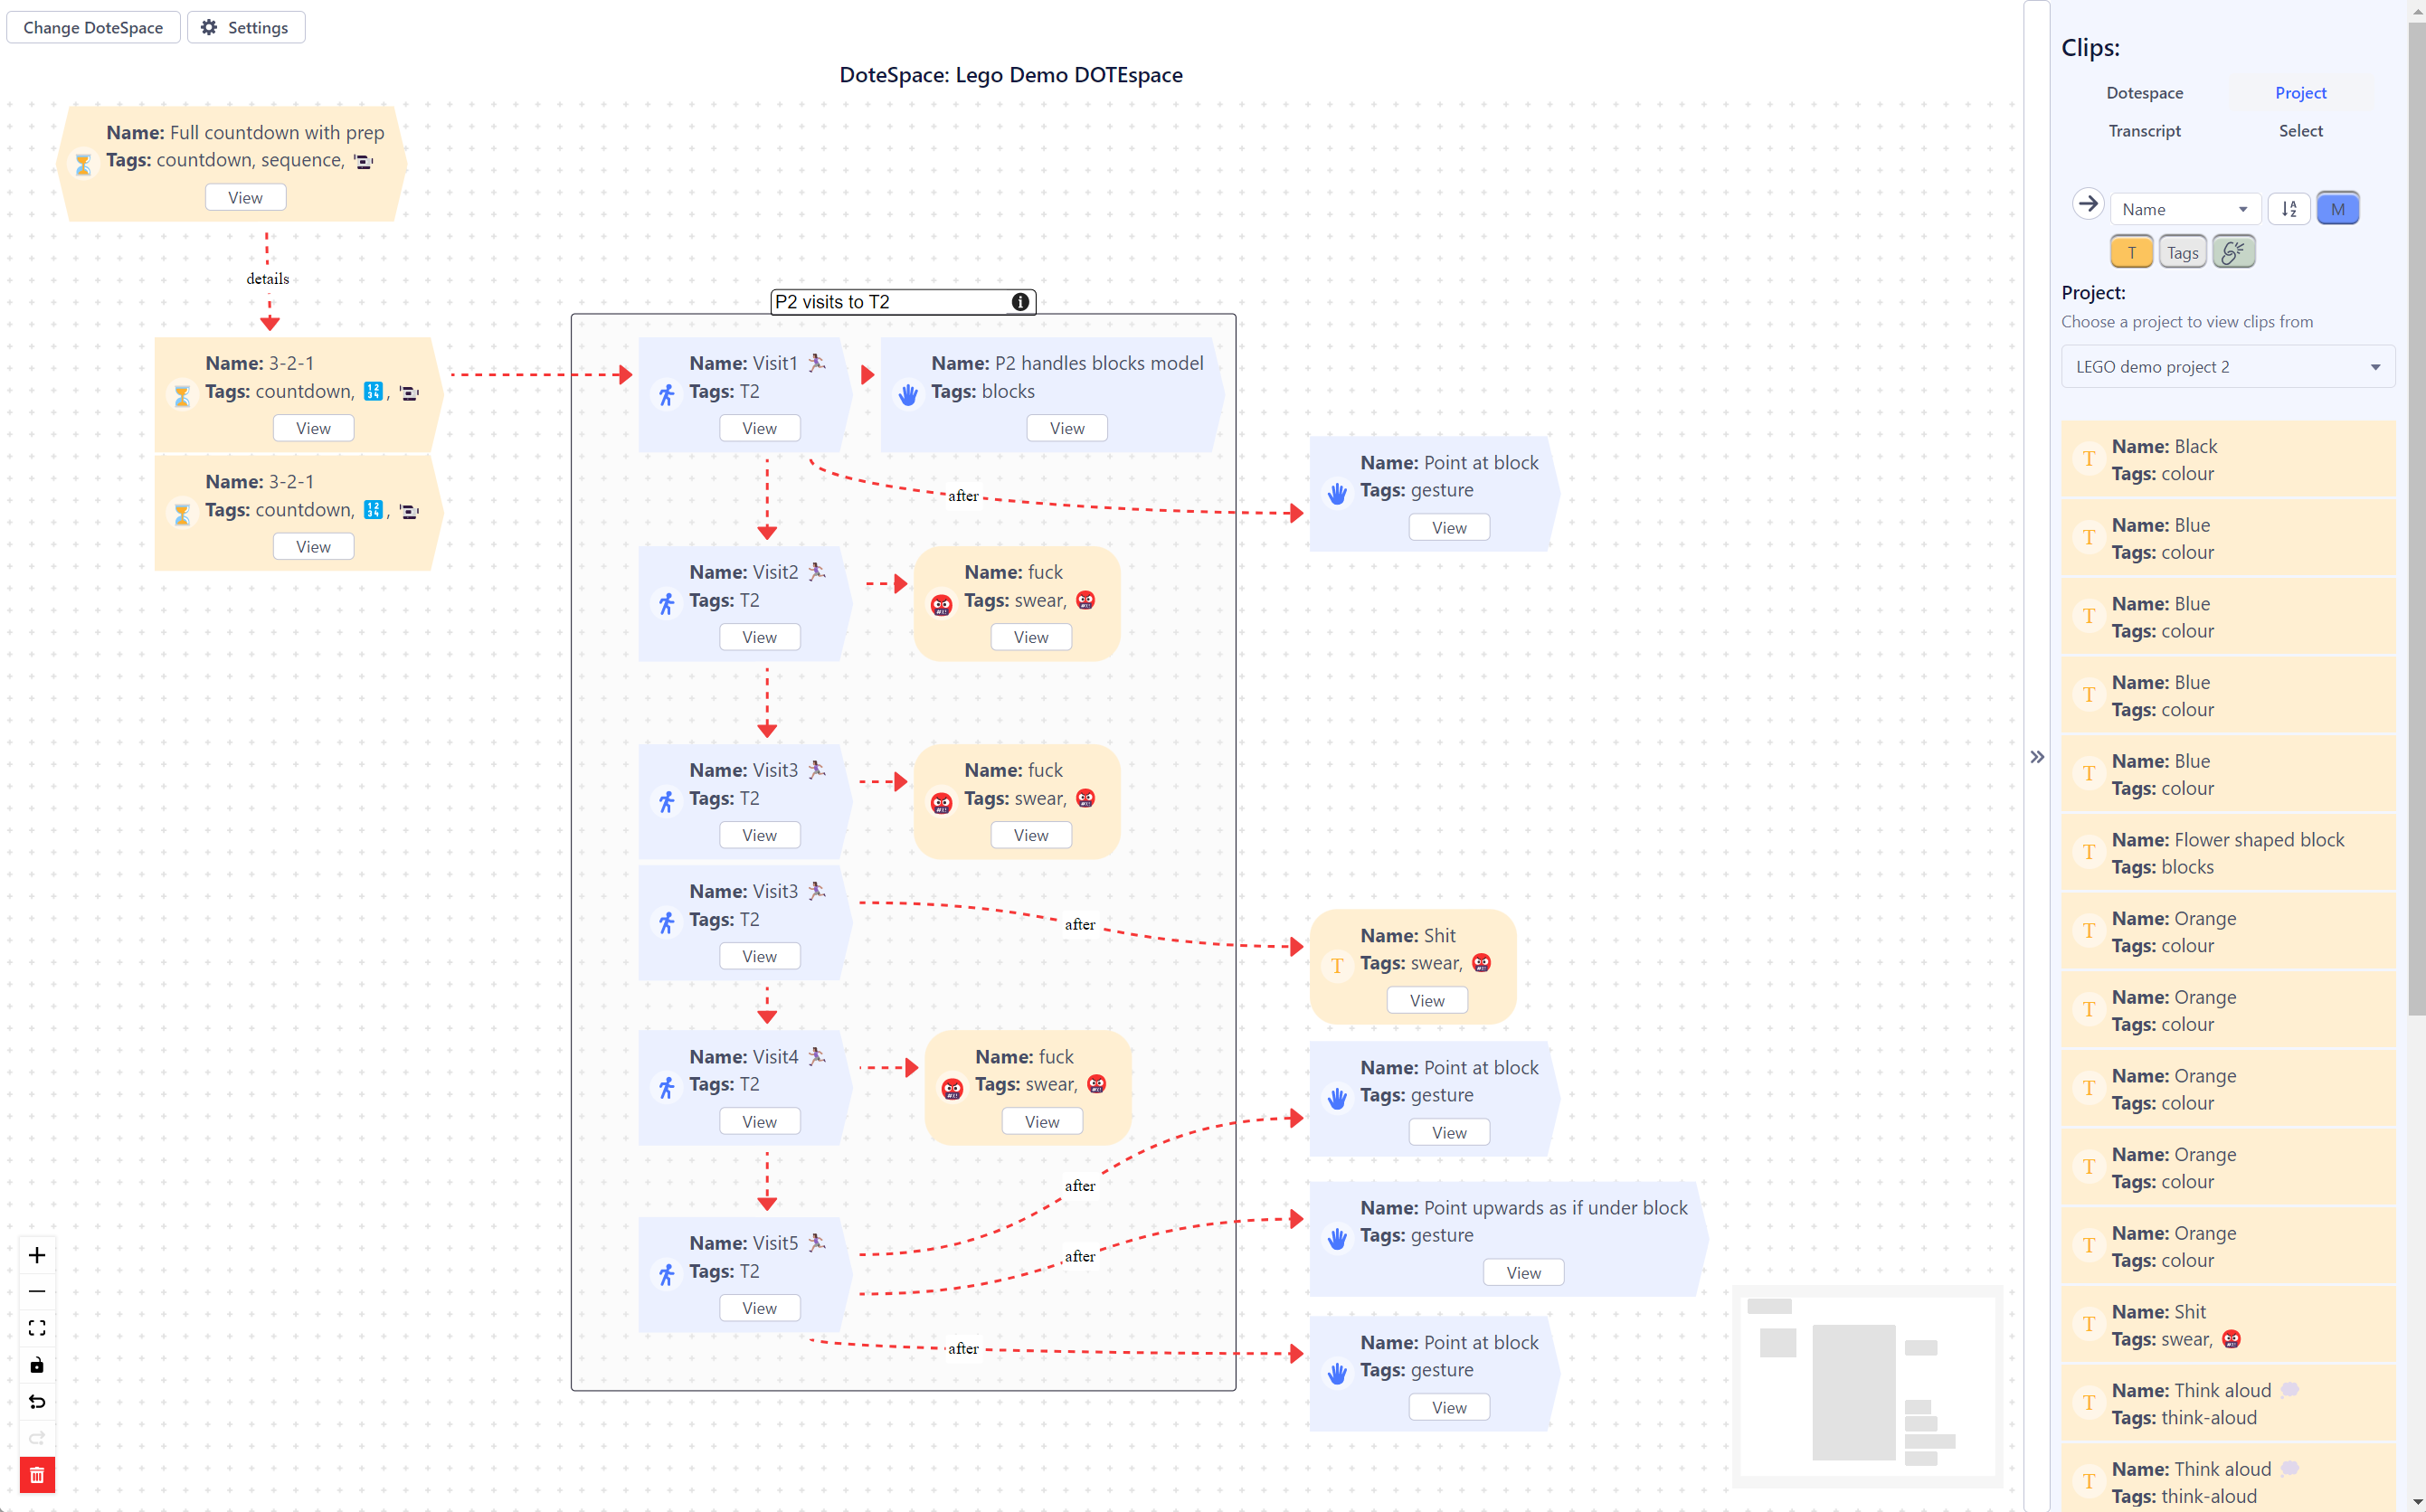 Change DoteSpace
Settings
DoteSpace: Lego Demo DOTEspace
Name: Full countdown with prep
Tags: countdown, sequence,
View
details
Name: 3-2-1
Tags: countdown, 🔢,
View
Name: 3-2-1
Tags: countdown, 🔢,
View
P2 visits to T2
Name: Visit1
Tags: T2
View
Name: P2 handles blocks model
Tags: blocks
View
after
Name: Point at block
Tags: gesture
View
Name: Visit2
Tags: T2
View
Name: fuck
Tags: swear,
View
Name: Visit3
Tags: T2
View
Name: fuck
Tags: swear,
View
Name: Visit3
Tags: T2
View
after
Name: Shit
Tags: swear,
View
T
Name: Visit4
Tags: T2
View
Name: fuck
Tags: swear,
View
Name: Point at block
Tags: gesture
View
after
Name: Visit5
Tags: T2
View
after
Name: Point upwards as if under block
Tags: gesture
View
after
Name: Point at block
Tags: gesture
View
Clips:
Dotespace
Project
Transcript
Select
Name
A
Z
M
T
Tags
Project:
Choose a project to view clips from
LEGO demo project 2
T
Name: Black
Tags: colour
T
Name: Blue
Tags: colour
T
Name: Blue
Tags: colour
T
Name: Blue
Tags: colour
T
Name: Blue
Tags: colour
T
Name: Flower shaped block
Tags: blocks
T
Name: Orange
Tags: colour
T
Name: Orange
Tags: colour
T
Name: Orange
Tags: colour
T
Name: Orange
Tags: colour
T
Name: Orange
Tags: colour
T
Name: Shit
Tags: swear,
T
Name: Think aloud
Tags: think-aloud
T
Name: Think aloud
Tags: think-aloud